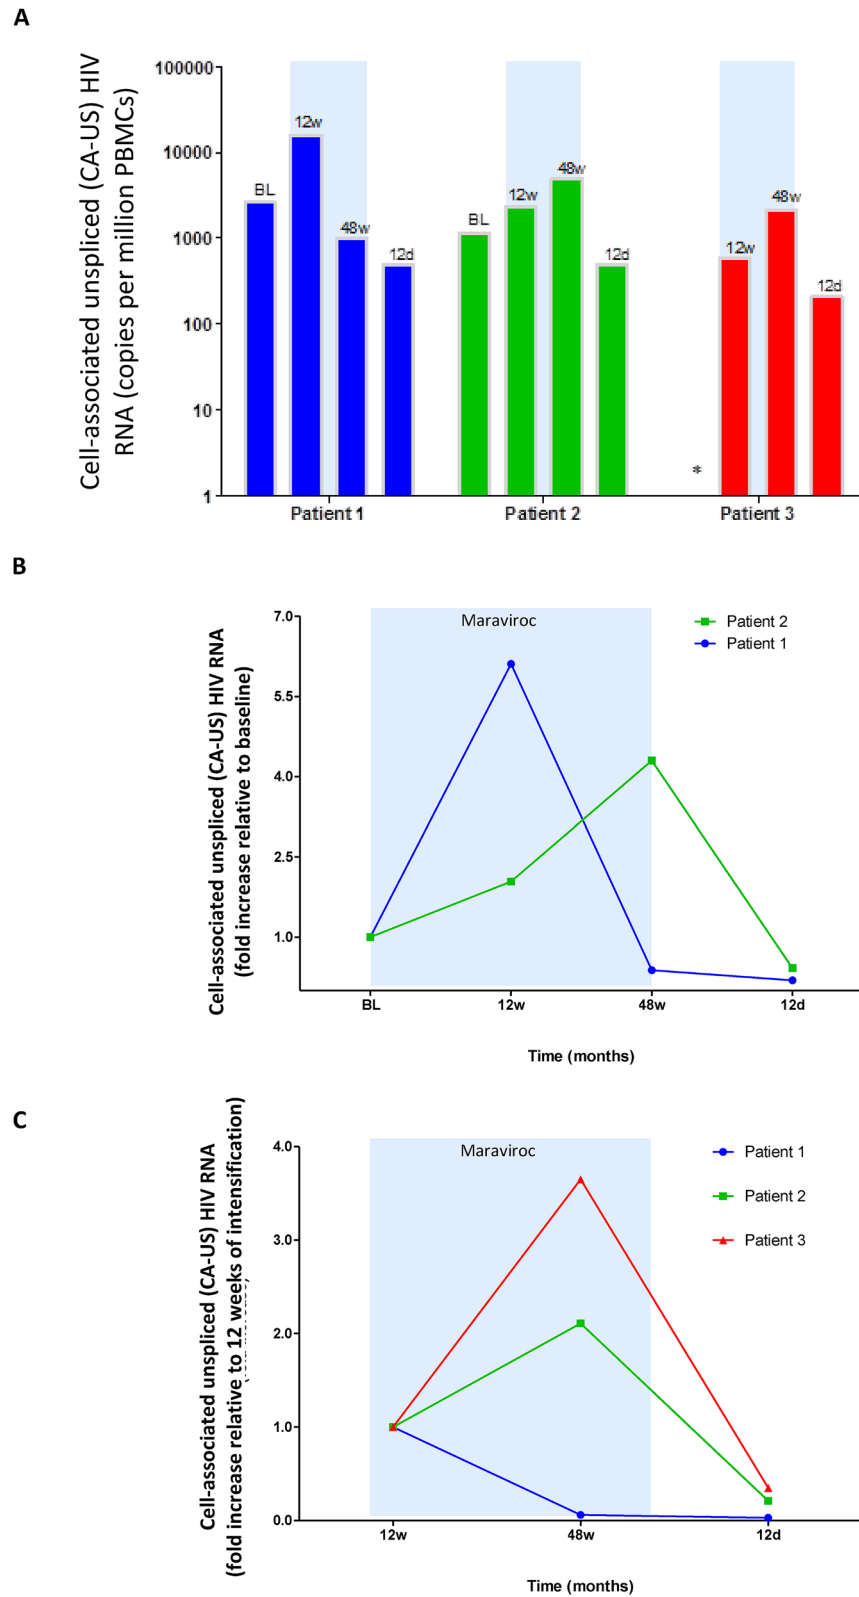 A
Cell-associated unspliced (CA-US) HIV
RNA (copies per million PBMCs)
100000
10000
1000
100
10
1
BL
12w
48w
12d
BL
12w
48w
12d
*
12w
48w
12d
Patient 1
Patient 2
Patient 3
B
Cell-associated unspliced (CA-US) HIV RNA
(fold increase relative to baseline)
7.0
5.5
4.0
2.5
1.0
Maraviroc
Patient 2
Patient 1
BL
12w
48w
12d
Time (months)
C
Cell-associated unspliced (CA-US) HIV RNA
(fold increase relative to 12 weeks of intensification)
4.0
3.0
2.0
1.0
0.0
Maraviroc
Patient 1
Patient 2
Patient 3
12w
48w
12d
Time (months)